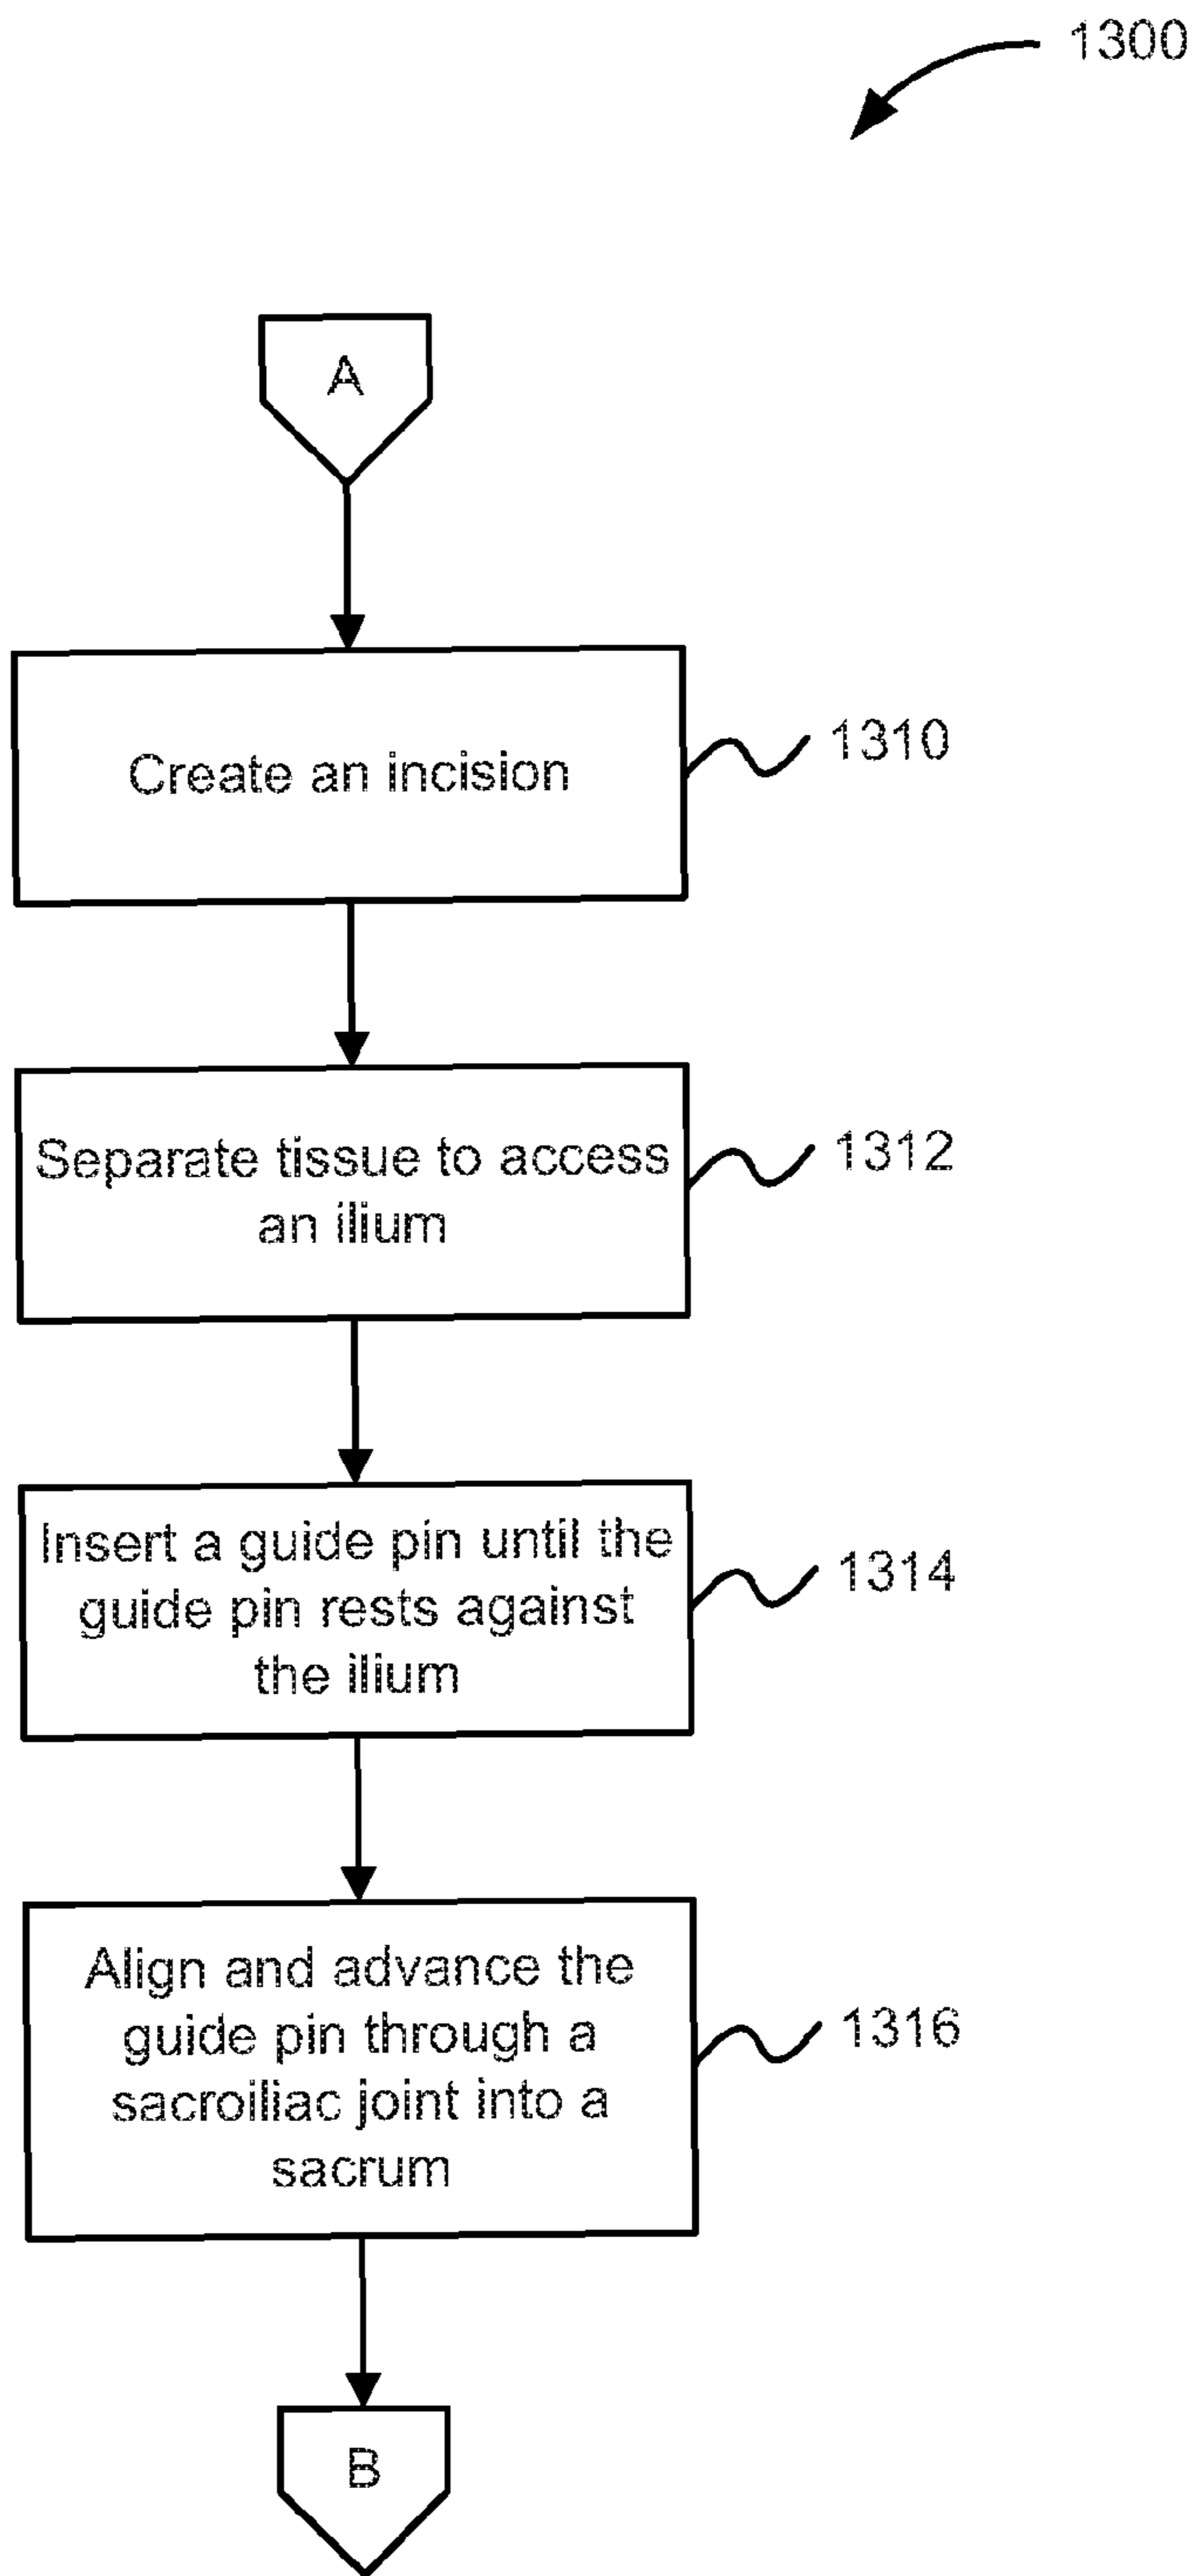 1300
A
Create an incision
1310
Separate tissue to access
an ilium
1312
Insert a guide pin until the
guide pin rests against
the ilium
1314
Align and advance the
guide pin through a
sacroiliac joint into a
sacrum
1316
B